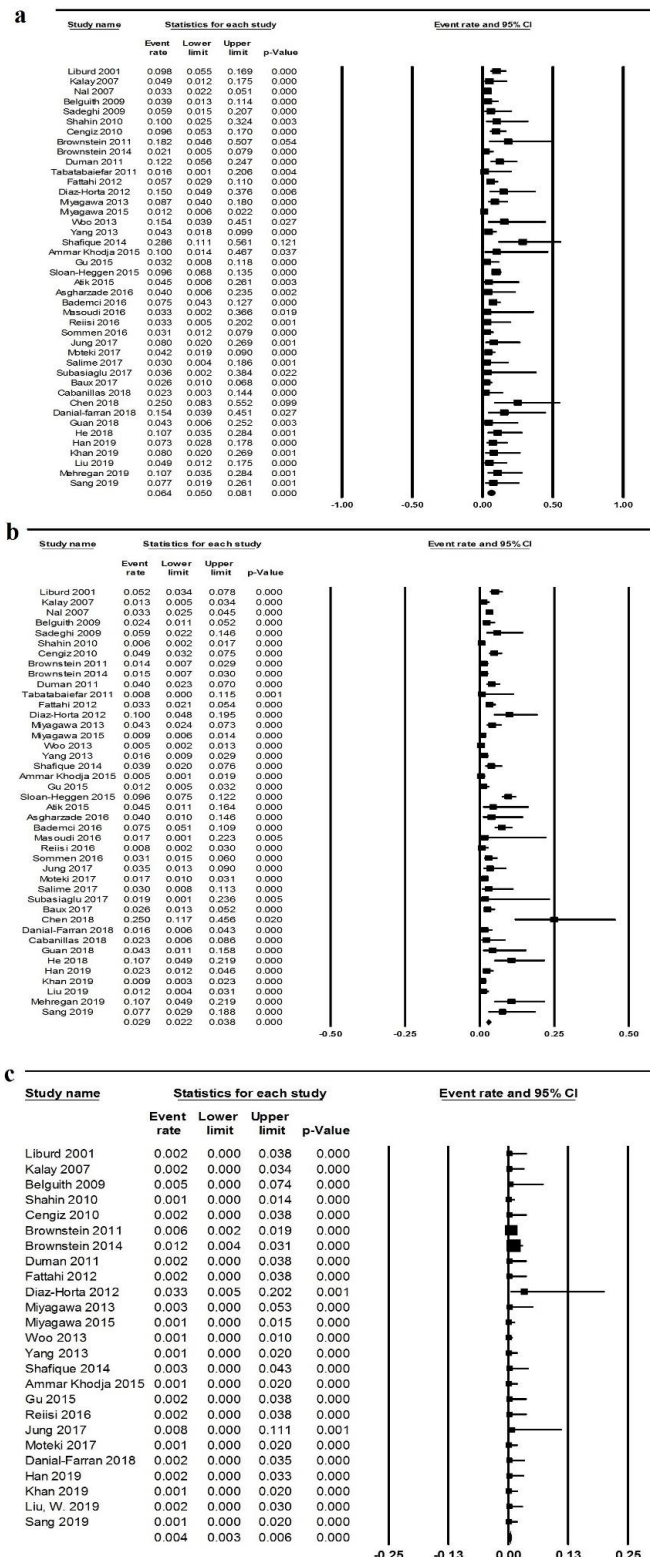 a
Study name Statistics for each study Event rate and 95% CI
Event rate Lower limit Upper limit p-Value
Liburd 2001 0.098 0.055 0.169 0.000
Kalay 2007 0.049 0.012 0.175 0.000
Nal 2007 0.033 0.022 0.051 0.000
Belguith 2009 0.039 0.013 0.114 0.000
Sadeghi 2009 0.059 0.015 0.207 0.000
Shahin 2010 0.100 0.025 0.324 0.003
Cengiz 2010 0.096 0.053 0.170 0.000
Brownstein 2011 0.182 0.046 0.507 0.054
Brownstein 2014 0.021 0.005 0.079 0.000
Duman 2011 0.122 0.056 0.247 0.000
Tabatabaiefar 2011 0.016 0.001 0.206 0.004
Fattahi 2012 0.057 0.029 0.110 0.000
Diaz-Horta 2012 0.150 0.049 0.376 0.006
Miyagawa 2013 0.087 0.040 0.180 0.000
Miyagawa 2015 0.012 0.006 0.022 0.000
Woo 2013 0.154 0.039 0.451 0.027
Yang 2013 0.043 0.018 0.099 0.000
Shafique 2014 0.286 0.111 0.561 0.121
Ammar Khodja 2015 0.100 0.014 0.467 0.037
Gu 2015 0.032 0.008 0.118 0.000
Sloan-Heggen 2015 0.096 0.068 0.135 0.000
Atik 2015 0.045 0.006 0.261 0.003
Asgharzade 2016 0.040 0.006 0.235 0.002
Bademci 2016 0.075 0.043 0.127 0.000
Masoudi 2016 0.033 0.002 0.366 0.019
Reiisi 2016 0.033 0.005 0.202 0.001
Sommen 2016 0.031 0.012 0.079 0.000
Jung 2017 0.080 0.020 0.269 0.001
Moteki 2017 0.042 0.019 0.090 0.000
Salime 2017 0.030 0.004 0.186 0.001
Subasiaglu 2017 0.036 0.002 0.384 0.022
Baux 2017 0.026 0.010 0.068 0.000
Cabanillas 2018 0.023 0.003 0.144 0.000
Chen 2018 0.250 0.083 0.552 0.099
Danial-farran 2018 0.154 0.039 0.451 0.027
Guan 2018 0.043 0.006 0.252 0.003
He 2018 0.107 0.035 0.284 0.001
Han 2019 0.073 0.028 0.178 0.000
Khan 2019 0.080 0.020 0.269 0.001
Liu 2019 0.049 0.012 0.175 0.000
Mehregan 2019 0.107 0.035 0.284 0.001
Sang 2019 0.077 0.019 0.261 0.001
0.064 0.050 0.081 0.000
-1.00 -0.50 0.00 0.50 1.00
b
Study name Statistics for each study Event rate and 95% CI
Event rate Lower limit Upper limit p-Value
Liburd 2001 0.052 0.034 0.078 0.000
Kalay 2007 0.013 0.005 0.034 0.000
Nal 2007 0.033 0.025 0.045 0.000
Belguith 2009 0.024 0.011 0.052 0.000
Sadeghi 2009 0.059 0.022 0.146 0.000
Shahin 2010 0.006 0.002 0.017 0.000
Cengiz 2010 0.049 0.032 0.075 0.000
Brownstein 2011 0.014 0.007 0.029 0.000
Brownstein 2014 0.015 0.007 0.030 0.000
Duman 2011 0.040 0.023 0.070 0.000
Tabatabaiefar 2011 0.008 0.000 0.115 0.001
Fattahi 2012 0.033 0.021 0.054 0.000
Diaz-Horta 2012 0.100 0.048 0.195 0.000
Miyagawa 2013 0.043 0.024 0.073 0.000
Miyagawa 2015 0.009 0.006 0.014 0.000
Woo 2013 0.005 0.002 0.013 0.000
Yang 2013 0.016 0.009 0.029 0.000
Shafique 2014 0.039 0.020 0.076 0.000
Ammar Khodja 2015 0.005 0.001 0.019 0.000
Gu 2015 0.012 0.005 0.032 0.000
Sloan-Heggen 2015 0.096 0.075 0.122 0.000
Atik 2015 0.045 0.011 0.164 0.000
Asgharzade 2016 0.040 0.010 0.146 0.000
Bademci 2016 0.075 0.051 0.109 0.000
Masoudi 2016 0.017 0.001 0.223 0.005
Reiisi 2016 0.008 0.002 0.030 0.000
Sommen 2016 0.031 0.015 0.060 0.000
Jung 2017 0.035 0.013 0.090 0.000
Moteki 2017 0.017 0.010 0.031 0.000
Salime 2017 0.030 0.008 0.113 0.000
Subasiaglu 2017 0.019 0.001 0.236 0.005
Baux 2017 0.026 0.013 0.052 0.000
Chen 2018 0.250 0.117 0.456 0.020
Danial-Farran 2018 0.016 0.006 0.043 0.000
Cabanillas 2018 0.023 0.006 0.086 0.000
Guan 2018 0.043 0.011 0.158 0.000
He 2018 0.107 0.049 0.219 0.000
Han 2019 0.023 0.012 0.046 0.000
Khan 2019 0.009 0.003 0.023 0.000
Liu 2019 0.012 0.004 0.031 0.000
Mehregan 2019 0.107 0.049 0.219 0.000
Sang 2019 0.077 0.029 0.188 0.000
0.029 0.022 0.038 0.000
-0.50 -0.25 0.00 0.25 0.50
c
Study name Statistics for each study Event rate and 95% CI
Event rate Lower limit Upper limit p-Value
Liburd 2001 0.002 0.000 0.038 0.000
Kalay 2007 0.002 0.000 0.034 0.000
Belguith 2009 0.005 0.000 0.074 0.000
Shahin 2010 0.001 0.000 0.014 0.000
Cengiz 2010 0.002 0.000 0.038 0.000
Brownstein 2011 0.006 0.002 0.019 0.000
Brownstein 2014 0.012 0.004 0.031 0.000
Duman 2011 0.002 0.000 0.038 0.000
Fattahi 2012 0.002 0.000 0.038 0.000
Diaz-Horta 2012 0.033 0.005 0.202 0.001
Miyagawa 2013 0.003 0.000 0.053 0.000
Miyagawa 2015 0.001 0.000 0.015 0.000
Woo 2013 0.001 0.000 0.010 0.000
Yang 2013 0.001 0.000 0.020 0.000
Shafique 2014 0.003 0.000 0.043 0.000
Ammar Khodja 2015 0.001 0.000 0.020 0.000
Gu 2015 0.002 0.000 0.038 0.000
Reiisi 2016 0.002 0.000 0.038 0.000
Jung 2017 0.008 0.000 0.111 0.001
Moteki 2017 0.001 0.000 0.020 0.000
Danial-Farran 2018 0.002 0.000 0.035 0.000
Han 2019 0.002 0.000 0.033 0.000
Khan 2019 0.001 0.000 0.020 0.000
Liu, W. 2019 0.002 0.000 0.030 0.000
Sang 2019 0.001 0.000 0.020 0.000
0.004 0.003 0.006 0.000
-0.25 -0.13 0.00 0.13 0.25